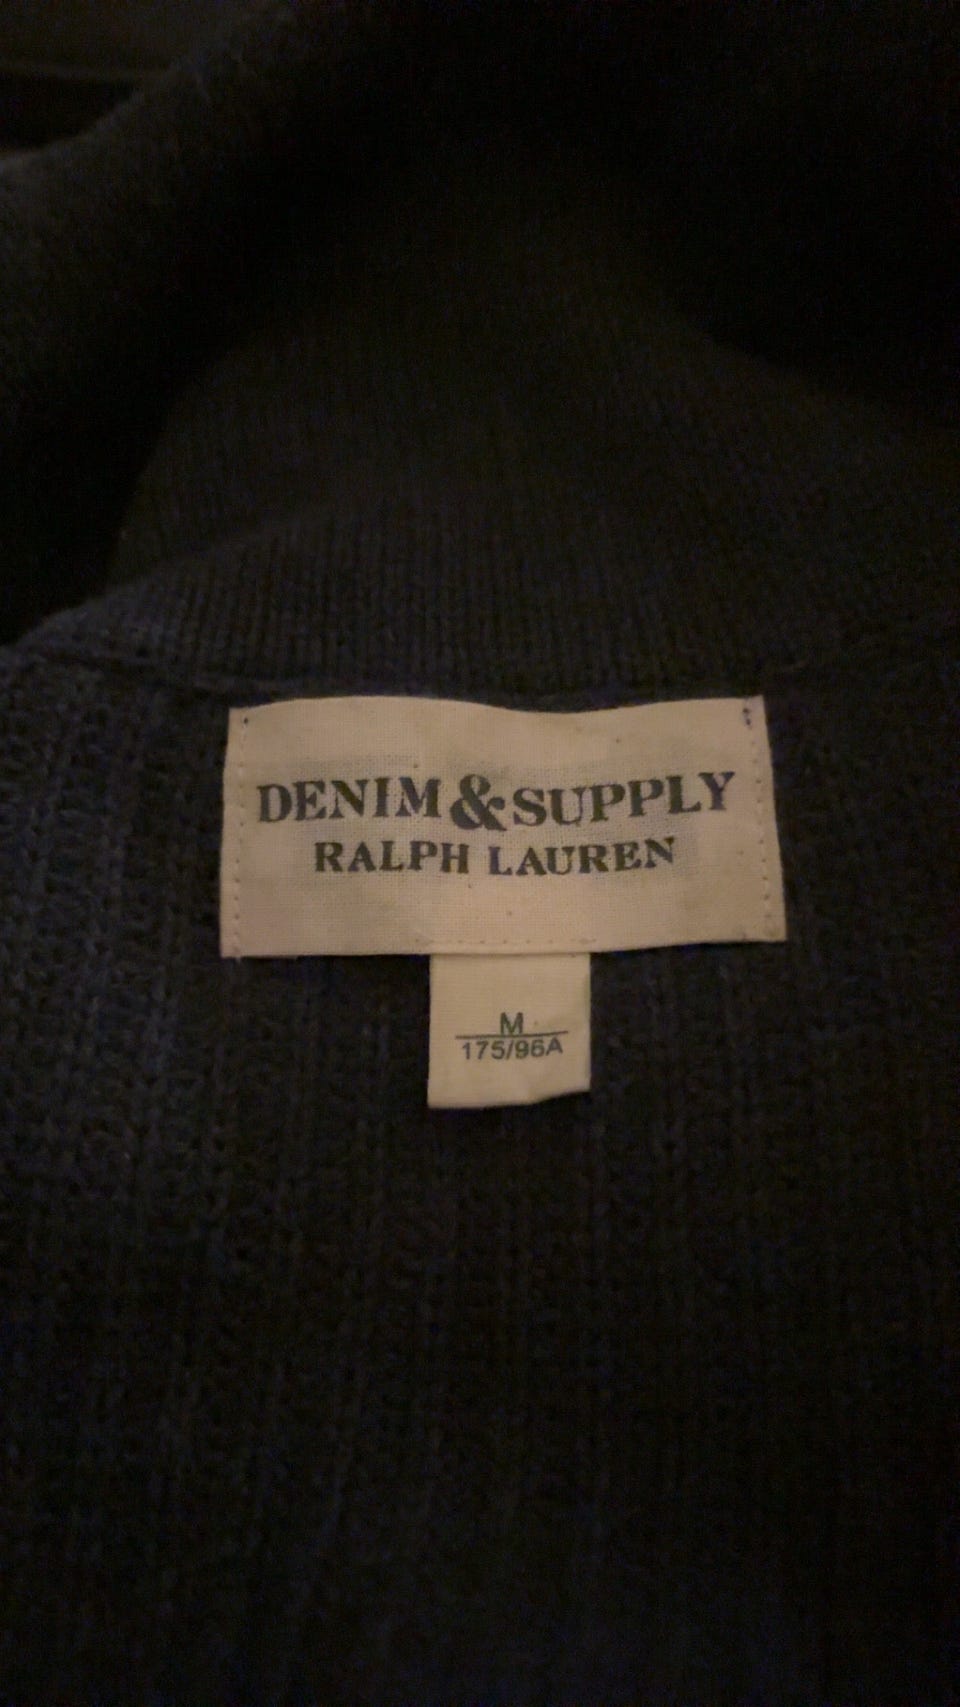 DENIM & SUPPLY
RALPH LAUREN
M
175/96A